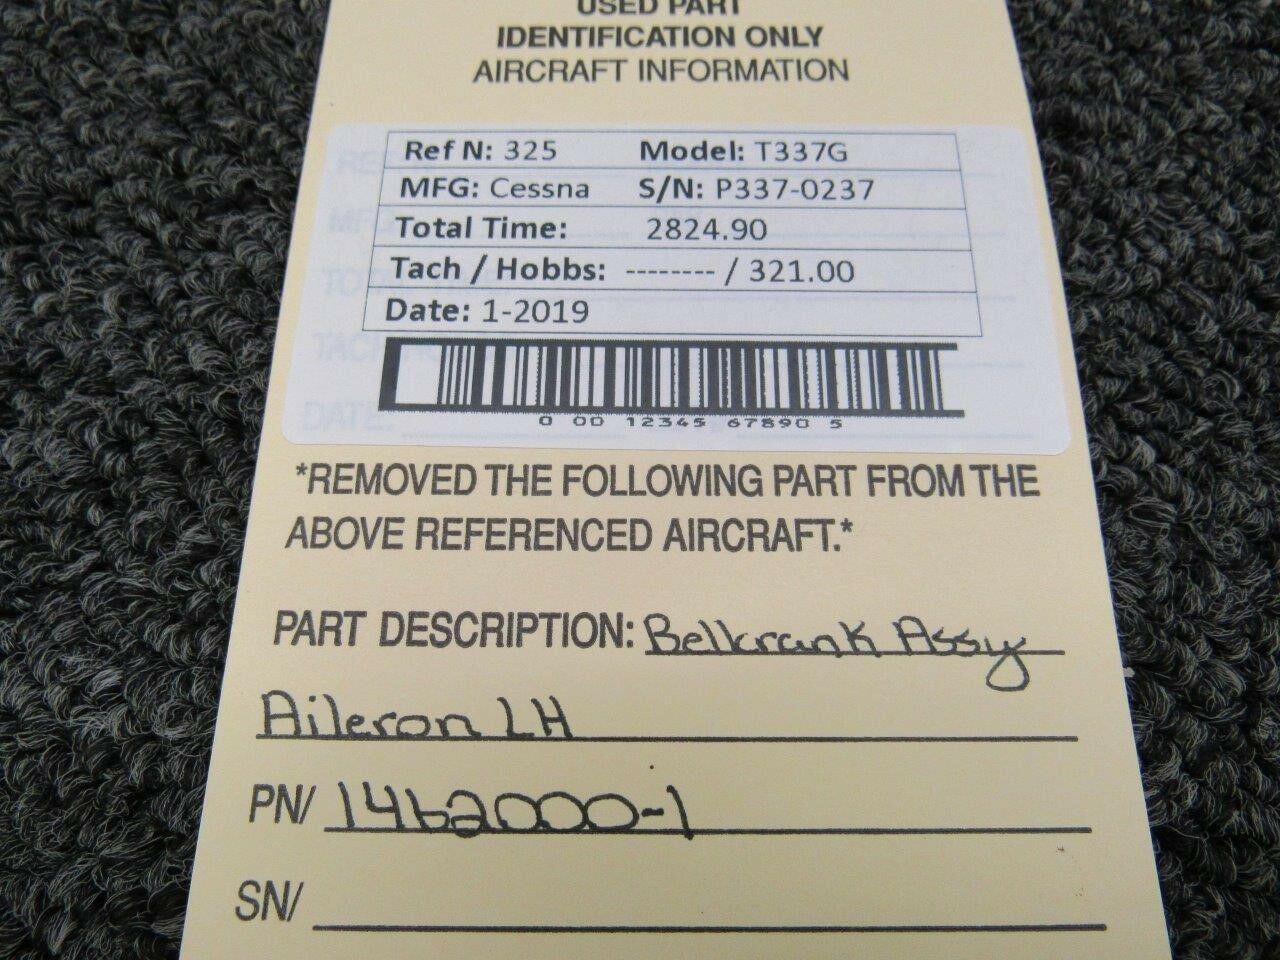 USED PART
IDENTIFICATION ONLY
AIRCRAFT INFORMATION
Ref N: 325 Model: T337G
MFG: Cessna S/N: P337-0237
Total Time: 2824.90
Tach / Hobbs: -------- / 321.00
Date: 1-2019
0 00 12345 67890 5
*REMOVED THE FOLLOWING PART FROM THE
ABOVE REFERENCED AIRCRAFT.*
PART DESCRIPTION: Belkrank Assy
Aileron LH
PN/ 1462000-1
SN/